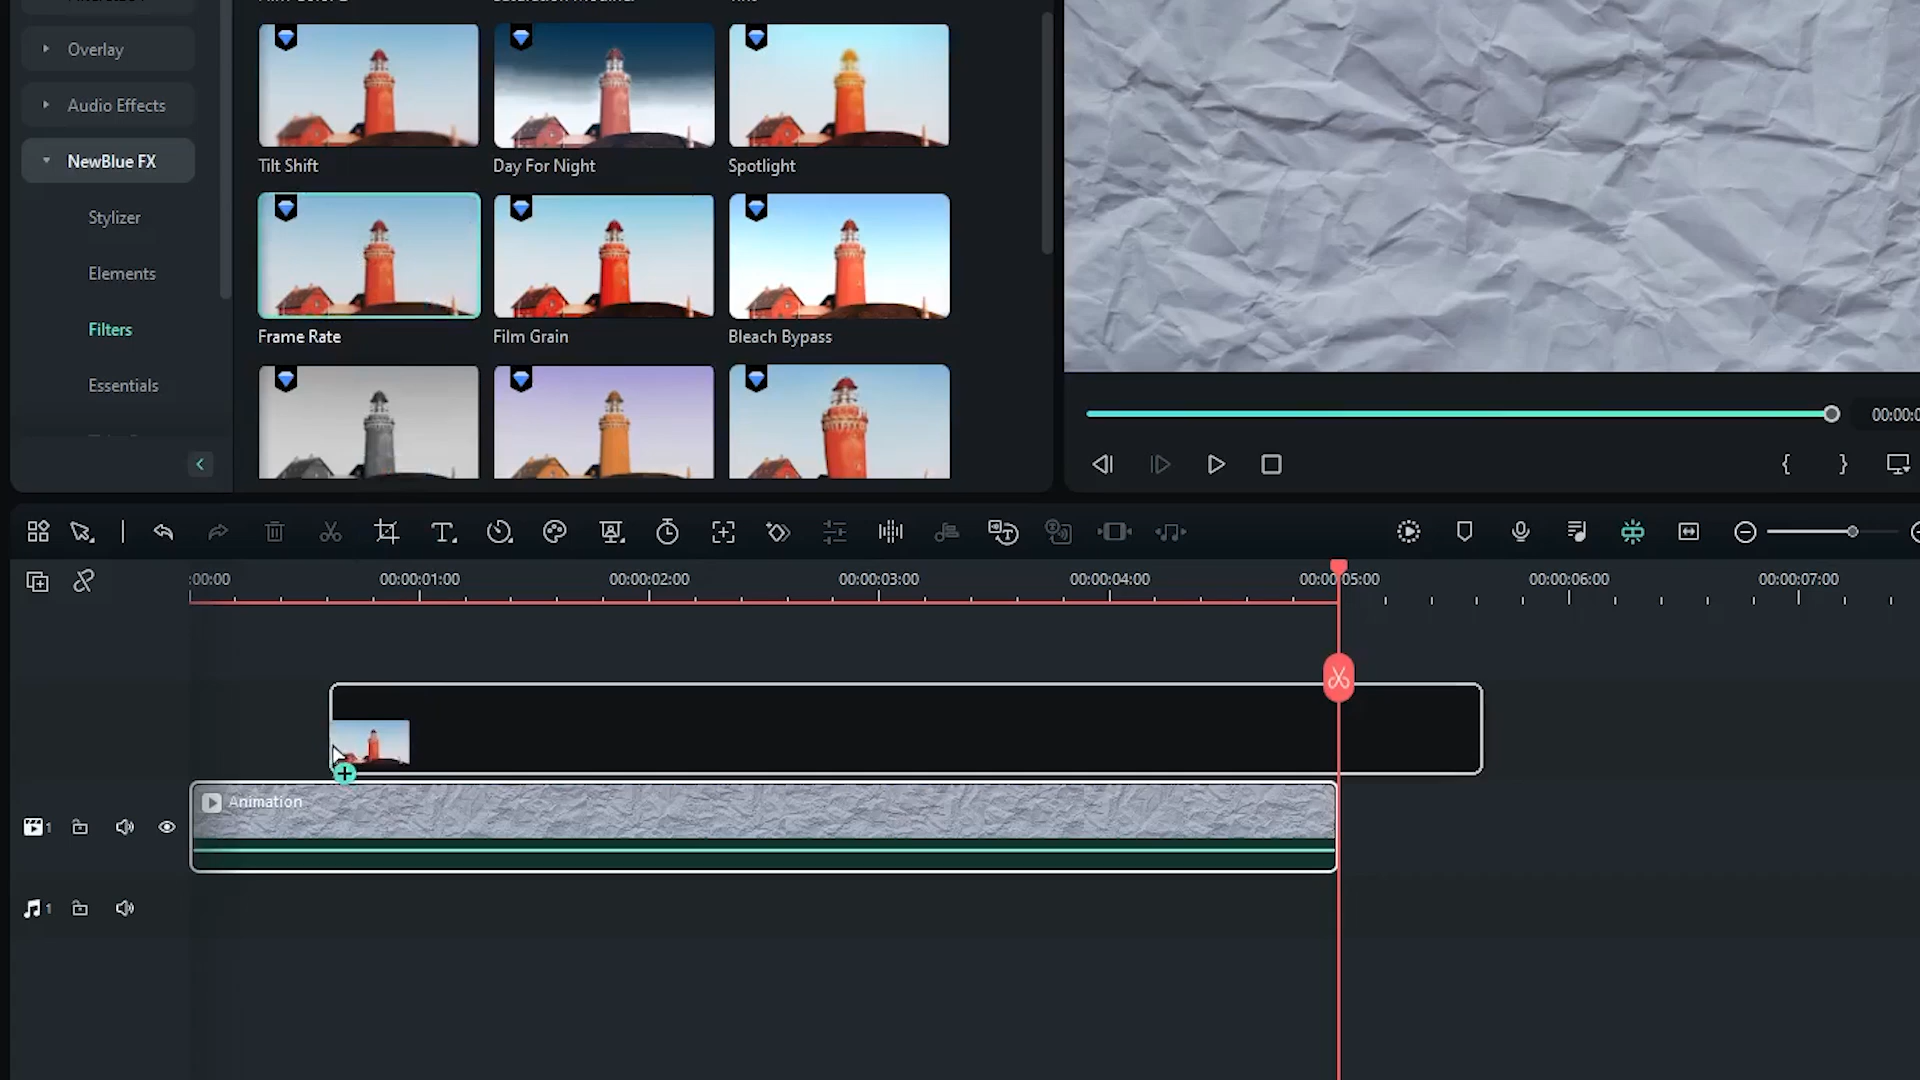 Overlay
Audio Effects
NewBlue FX
Stylizer
Elements
Filters
Essentials
Tilt Shift
Day For Night
Spotlight
Frame Rate
Film Grain
Bleach Bypass
00:00:0
:00:00
00:00:01:00
00:00:02:00
00:00:03:00
00:00:04:00
00:00:05:00
00:00:06:00
00:00:07:00
Animation
1
1